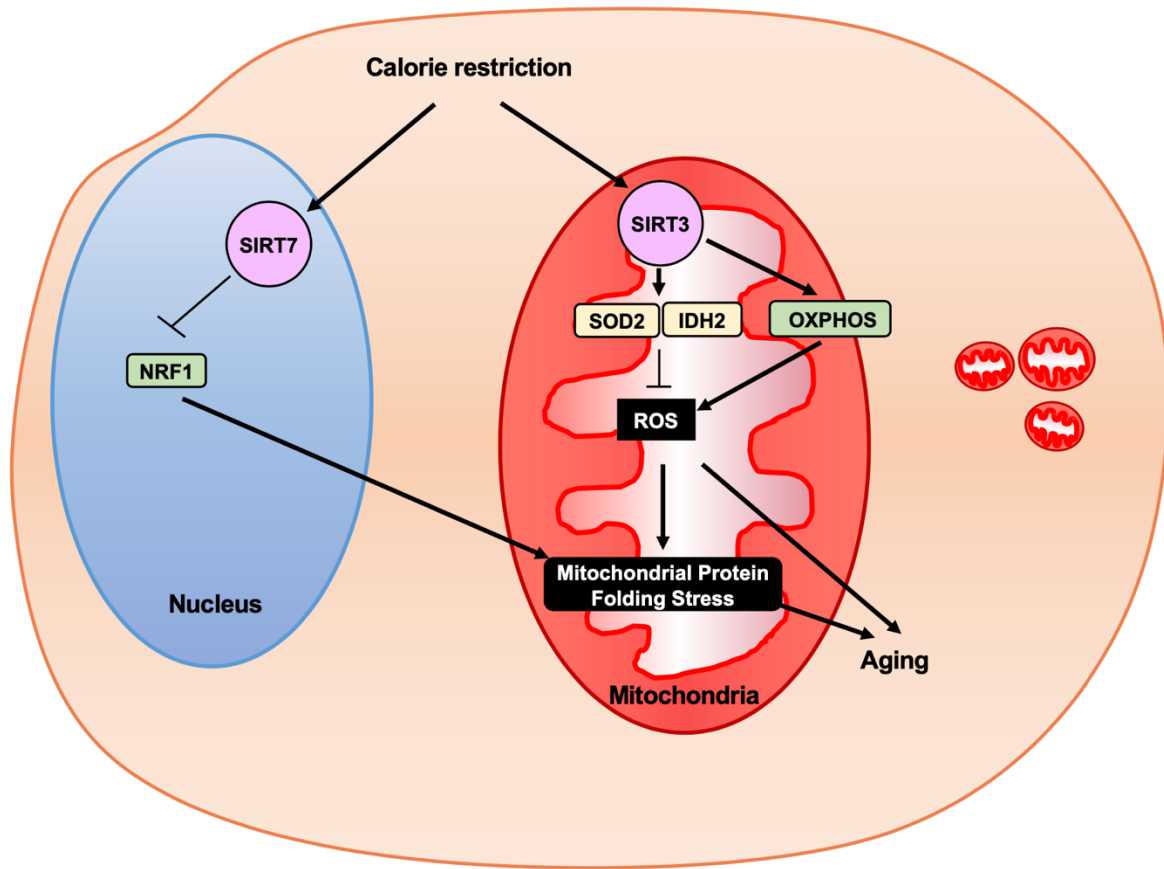 Calorie restriction
SIRT7
SIRT3
SOD2
IDH2
OXPHOS
NRF1
ROS
Mitochondrial Protein
Folding Stress
Nucleus
Aging
Mitochondria